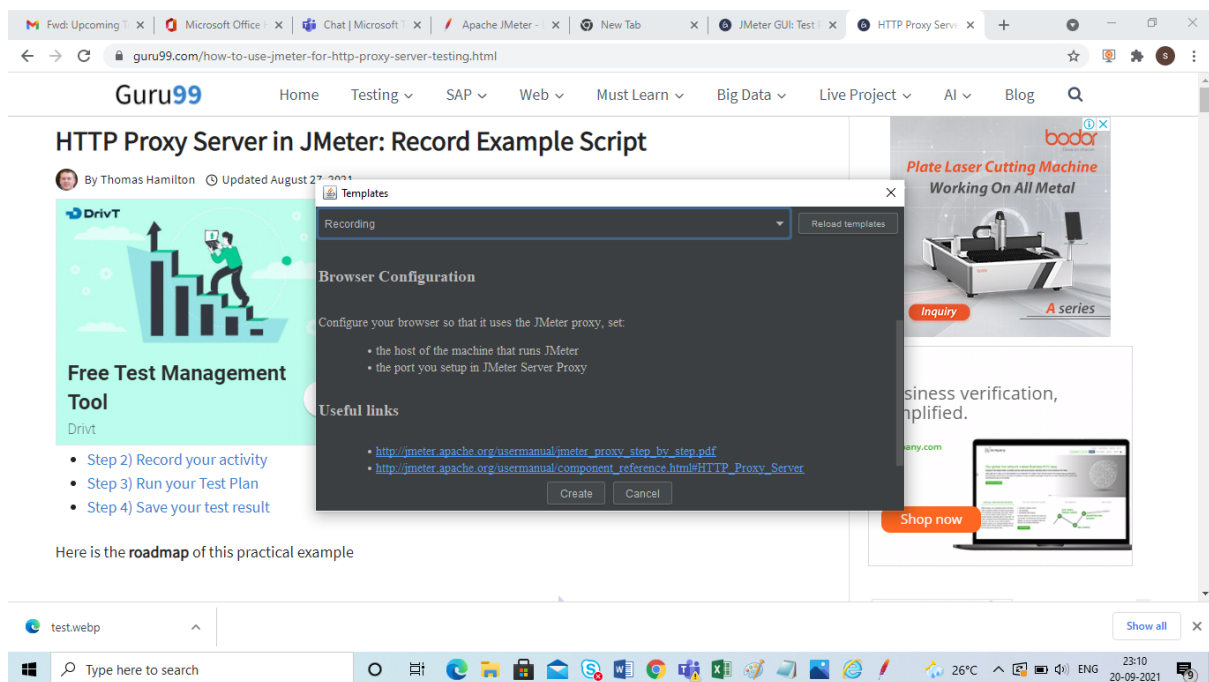 Fwd: Upcoming T
Microsoft Office
Chat | Microsoft T
Apache JMeter -
New Tab
JMeter GUI: Test
HTTP Proxy Serve
guru99.com/how-to-use-jmeter-for-http-proxy-server-testing.html
S
Guru99
Home Testing SAP Web Must Learn Big Data Live Project AI Blog
HTTP Proxy Server in JMeter: Record Example Script
By Thomas Hamilton Updated August 27, 2021
DrivT
Free Test Management
Tool
Drivt
Step 2) Record your activity
Step 3) Run your Test Plan
Step 4) Save your test result
Here is the roadmap of this practical example
Templates
Recording
Reload templates
Browser Configuration
Configure your browser so that it uses the JMeter proxy, set:
the host of the machine that runs JMeter
the port you setup in JMeter Server Proxy
Useful links
http://jmeter.apache.org/usermanual/jmeter_proxy_step_by_step.pdf
http://jmeter.apache.org/usermanual/component_reference.html#HTTP_Proxy_Server
Create Cancel
bodor
Plate Laser Cutting Machine
Working On All Metal
Inquiry
A series
siness verification,
nplified.
any.com
Shop now
test.webp
Show all
Type here to search
26°C
ENG
23:10
20-09-2021